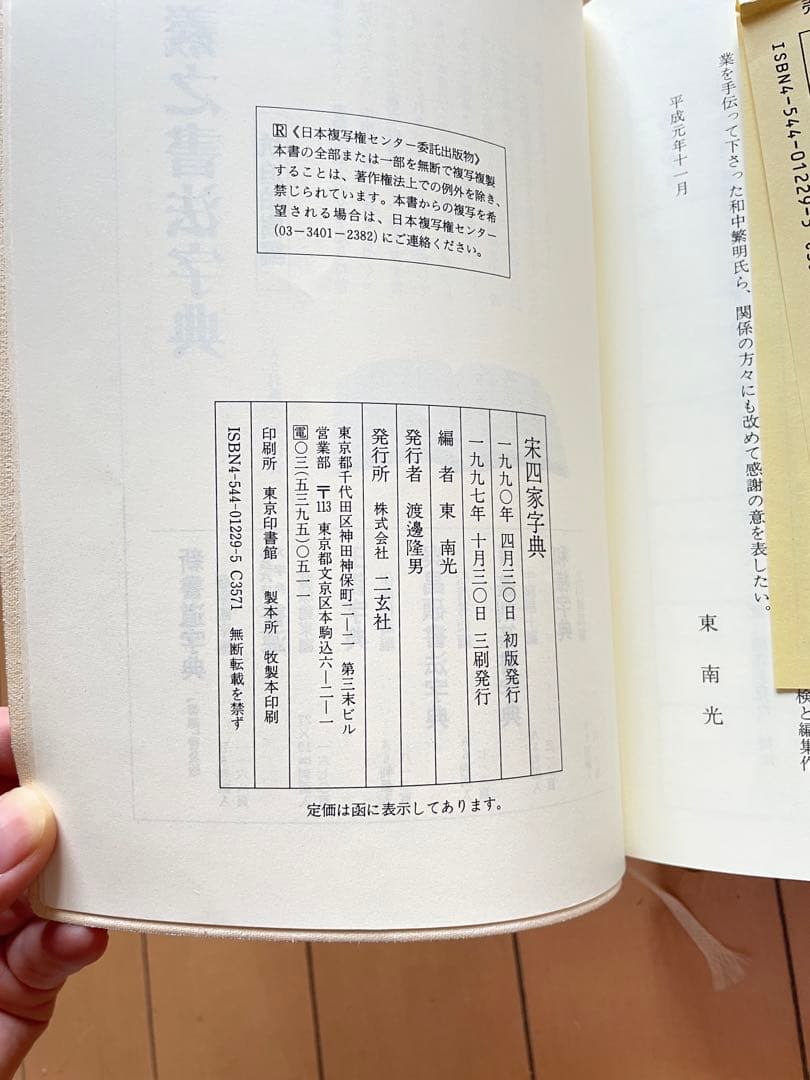 業を手伝って下さった和中繁明氏ら、関係の方々にも改めて感謝の意を表したい。
平成元年十一月
東 南 光
検と編集作
ISBN4-544-01229-5
🅁《日本複写権センター委託出版物》
本書の全部または一部を無断で複写複製
することは、著作権法上での例外を除き、
禁じられています。本書からの複写を希
望される場合は、日本複写権センター
(03-3401-2382)にご連絡ください。
宋四家字典
一九九〇年 四月三〇日 初版発行
一九九七年 十月三〇日 三刷発行
編 者 東 南光
発行者 渡邊隆男
発行所 株式会社 二玄社
東京都千代田区神田神保町二―二 第三末ビル
営業部 〒113 東京都文京区本駒込六―二―一
電〇三(五三九五)〇五一一
印刷所 東京印書館 製本所 牧製本印刷
ISBN4-544-01229-5 C3571 無断転載を禁ず
定価は函に表示してあります。